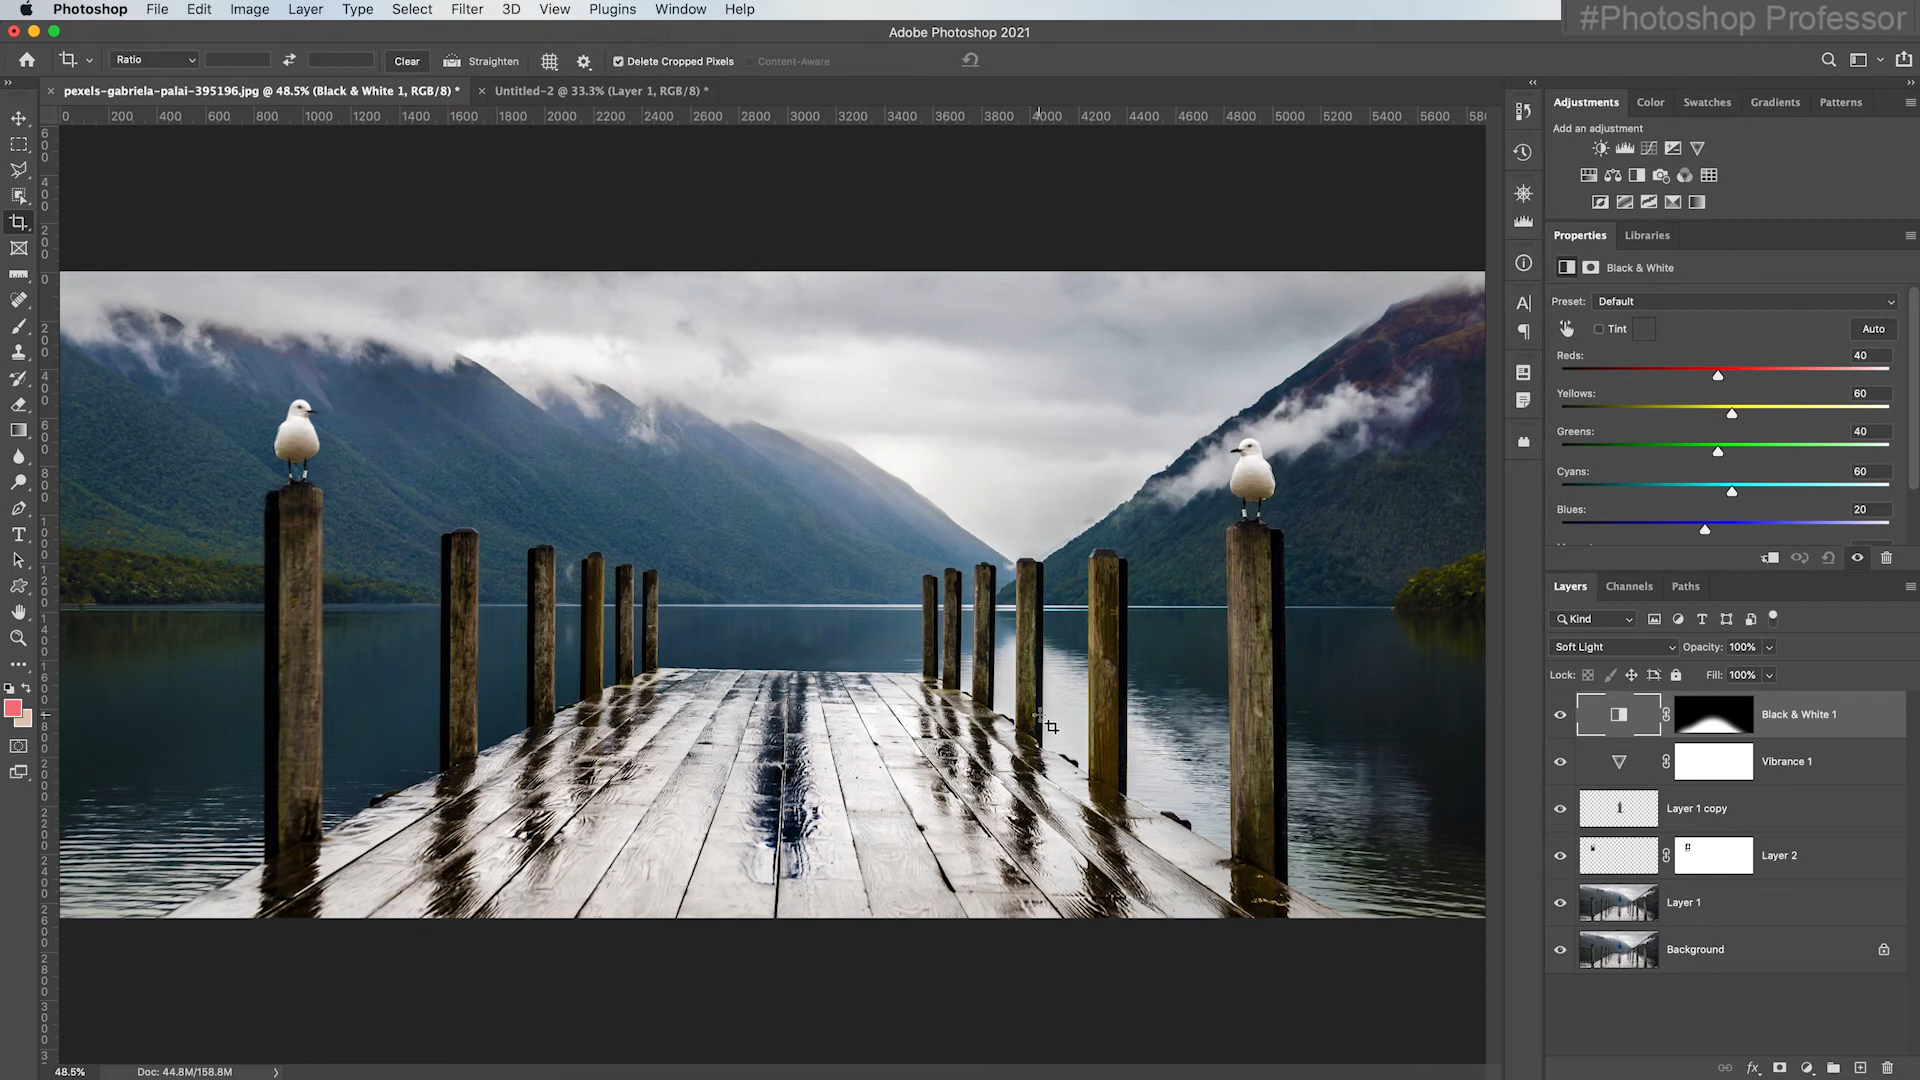 Photoshop File Edit Image Layer Type Select Filter 3D View Plugins Window Help
#Photoshop Professor
Adobe Photoshop 2021
Ratio Clear Straighten Delete Cropped Pixels Content-Aware
pexels-gabriela-palai-395196.jpg @ 48.5% (Black & White 1, RGB/8) *
Untitled-2 @ 33.3% (Layer 1, RGB/8) *
0 200 400 600 800 1000 1200 1400 1600 1800 2000 2200 2400 2600 2800 3000 3200 3400 3600 3800 4000 4200 4400 4600 4800 5000 5200 5400 5600
Adjustments Color Swatches Gradients Patterns
Add an adjustment
Properties Libraries
Black & White
Preset: Default
Tint Auto
Reds: 40
Yellows: 60
Greens: 40
Cyans: 60
Blues: 20
Layers Channels Paths
Kind
Soft Light Opacity: 100%
Lock: Fill: 100%
Black & White 1
Vibrance 1
Layer 1 copy
Layer 2
Layer 1
Background
48.5% Doc: 44.8M/158.8M